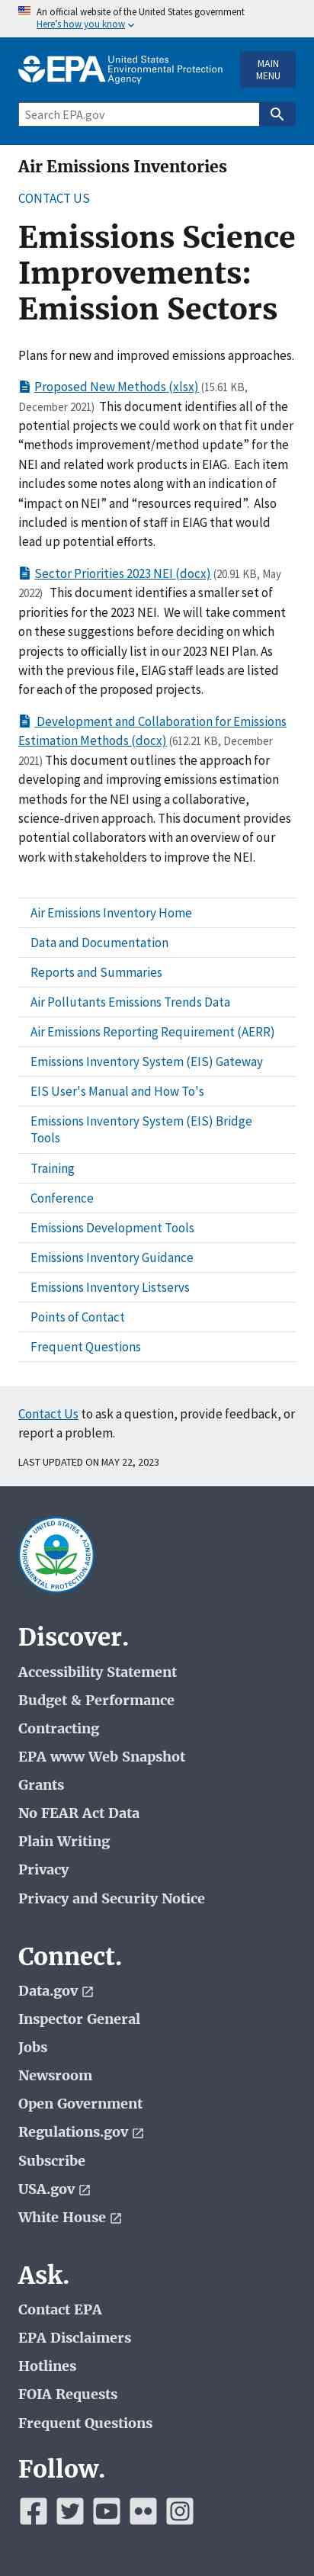 An official website of the United States government
Here's how you know
EPA United States
Environmental Protection
Agency
MAIN
MENU
Search EPA.gov
Air Emissions Inventories
CONTACT US
Emissions Science
Improvements:
Emission Sectors
Plans for new and improved emissions approaches.
Proposed New Methods (xlsx) (15.61 KB,
December 2021) This document identifies all of the
potential projects we could work on that fit under
“methods improvement/method update” for the
NEI and related work products in EIAG. Each item
includes some notes along with an indication of
“impact on NEI” and “resources required”. Also
included is mention of staff in EIAG that would
lead up potential efforts.
Sector Priorities 2023 NEI (docx) (20.91 KB, May
2022) This document identifies a smaller set of
priorities for the 2023 NEI. We will take comment
on these suggestions before deciding on which
projects to officially list in our 2023 NEI Plan. As
with the previous file, EIAG staff leads are listed
for each of the proposed projects.
Development and Collaboration for Emissions
Estimation Methods (docx) (612.21 KB, December
2021) This document outlines the approach for
developing and improving emissions estimation
methods for the NEI using a collaborative,
science-driven approach. This document provides
potential collaborators with an overview of our
work with stakeholders to improve the NEI.
Air Emissions Inventory Home
Data and Documentation
Reports and Summaries
Air Pollutants Emissions Trends Data
Air Emissions Reporting Requirement (AERR)
Emissions Inventory System (EIS) Gateway
EIS User's Manual and How To's
Emissions Inventory System (EIS) Bridge
Tools
Training
Conference
Emissions Development Tools
Emissions Inventory Guidance
Emissions Inventory Listservs
Points of Contact
Frequent Questions
Contact Us to ask a question, provide feedback, or
report a problem.
LAST UPDATED ON MAY 22, 2023
UNITED STATES
ENVIRONMENTAL PROTECTION AGENCY
Discover.
Accessibility Statement
Budget & Performance
Contracting
EPA www Web Snapshot
Grants
No FEAR Act Data
Plain Writing
Privacy
Privacy and Security Notice
Connect.
Data.gov
Inspector General
Jobs
Newsroom
Open Government
Regulations.gov
Subscribe
USA.gov
White House
Ask.
Contact EPA
EPA Disclaimers
Hotlines
FOIA Requests
Frequent Questions
Follow.